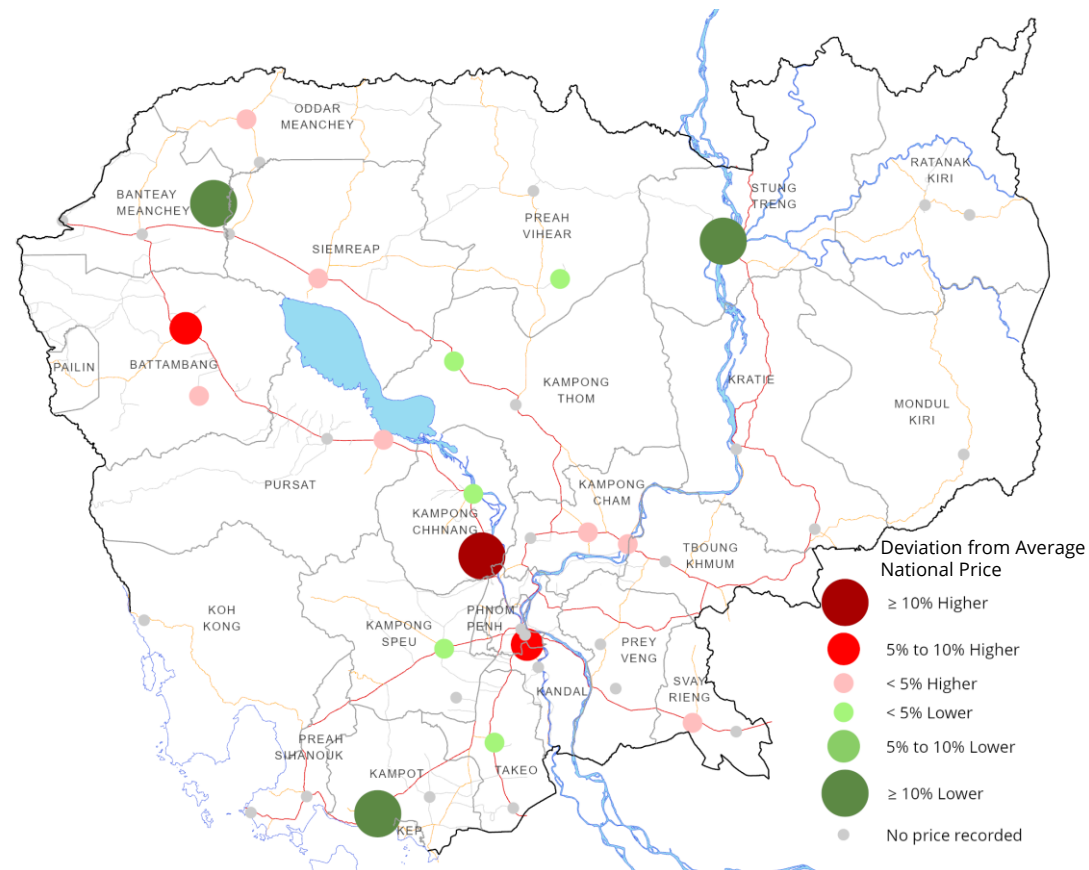 ODDAR
MEANCHEY
RATANAK
KIRI
BANTEAY
MEANCHEY
STUNG
TRENG
PREAH
VIHEAR
SIEMREAP
PAILIN
BATTAMBANG
KAMPONG
THOM
KRATIE
MONDUL
KIRI
PURSAT
KAMPONG
CHAM
KAMPONG
CHHNANG
TBOUNG
KHMUM
KOH
KONG
KAMPONG
SPEU
PHNOM
PENH
PREY
VENG
KANDAL
SVAY
RIENG
PREAH
SIHANOUK
KAMPOT
TAKEO
KEP
Deviation from Average
National Price
≥ 10% Higher
5% to 10% Higher
< 5% Higher
< 5% Lower
5% to 10% Lower
≥ 10% Lower
No price recorded